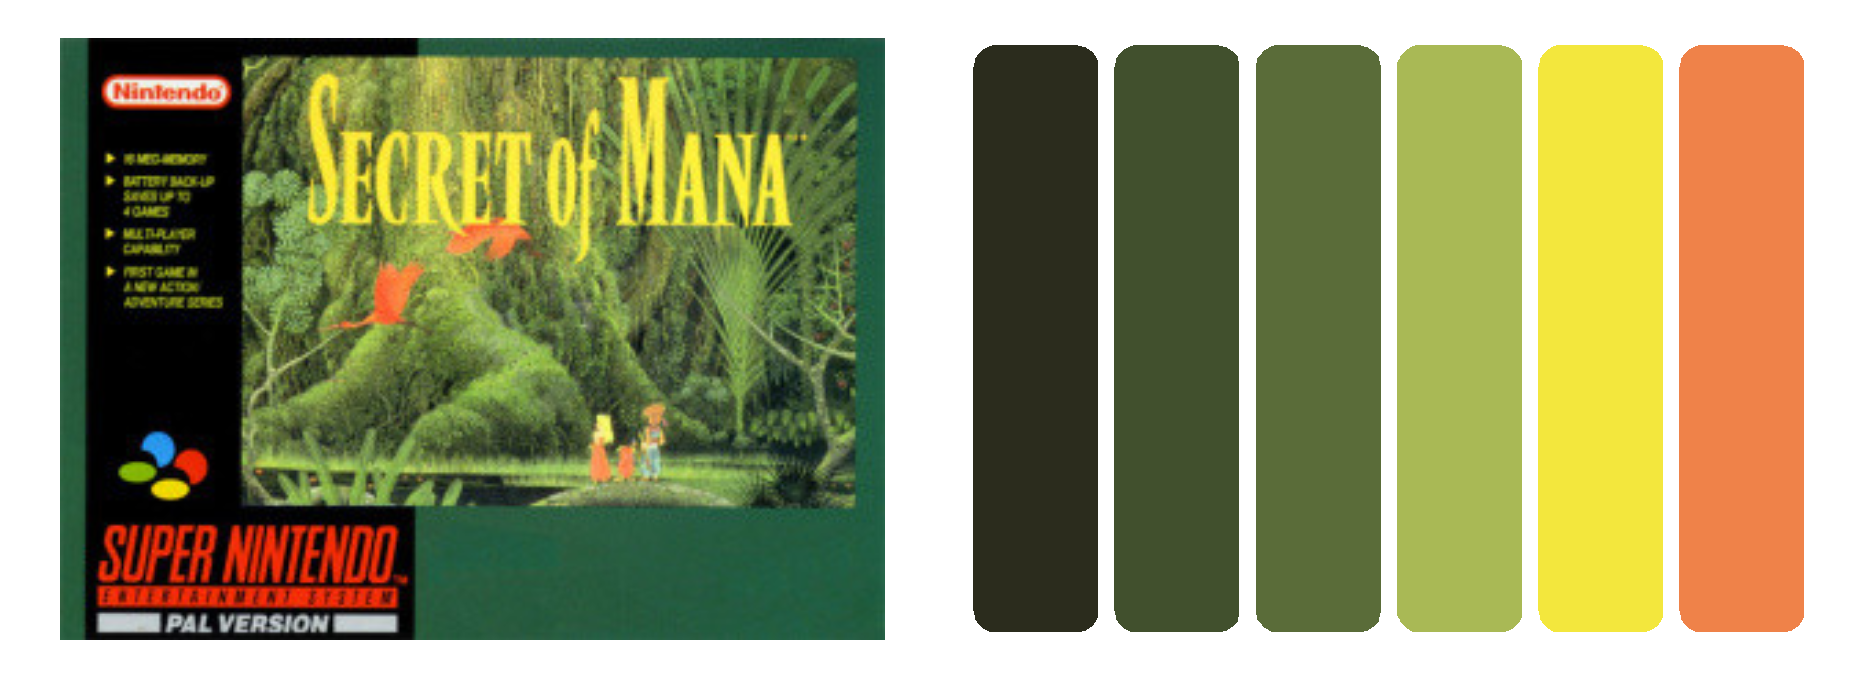 Nintendo®
SECRET of MANA™
16 MEG-MEMORY
BATTERY BACK-UP
SAVES UP TO
4 GAMES
MULTI-PLAYER
CAPABILITY
FIRST GAME IN
A NEW ACTION/
ADVENTURE SERIES
SUPER NINTENDO™
ENTERTAINMENT SYSTEM
PAL VERSION